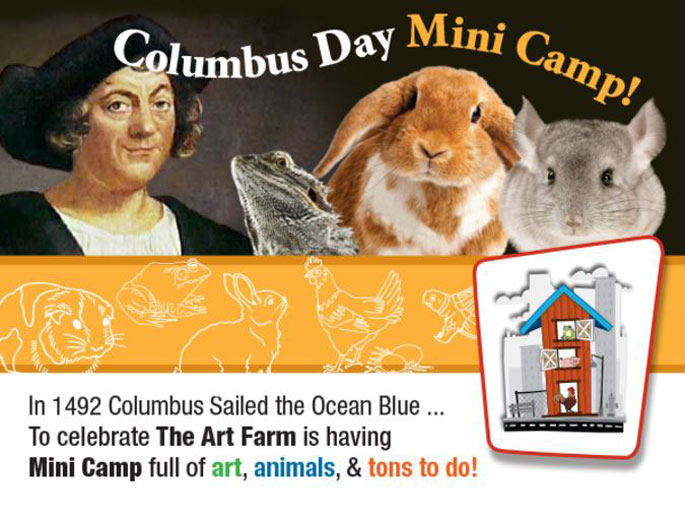 Columbus Day Mini Camp!
In 1492 Columbus Sailed the Ocean Blue ...
To celebrate The Art Farm is having
Mini Camp full of art, animals, & tons to do!